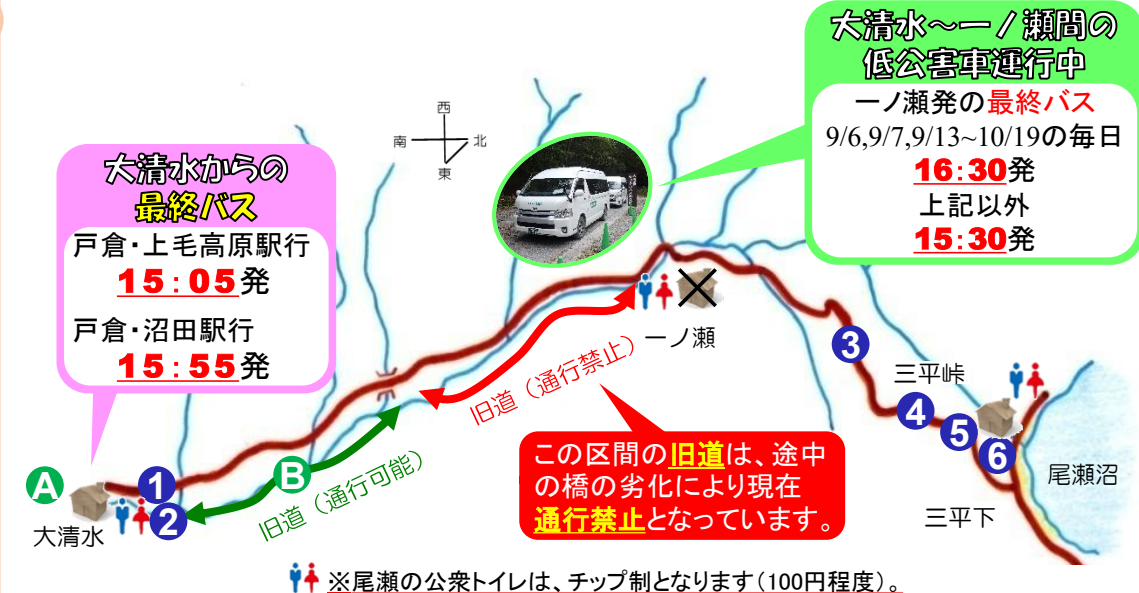 大清水～一ノ瀬間の
低公害車運行中
一ノ瀬発の最終バス
9/6,9/7,9/13~10/19の毎日
16:30発
上記以外
15:30発
西
南
北
東
大清水からの
最終バス
戸倉・上毛高原駅行
15:05発
戸倉・沼田駅行
15:55発
一ノ瀬
旧道（通行禁止）
3
三平峠
4
5
6
尾瀬沼
三平下
この区間の旧道は、途中
の橋の劣化により現在
通行禁止となっています。
A
1
B
2
旧道（通行可能）
大清水
※尾瀬の公衆トイレは、チップ制となります（100円程度）。